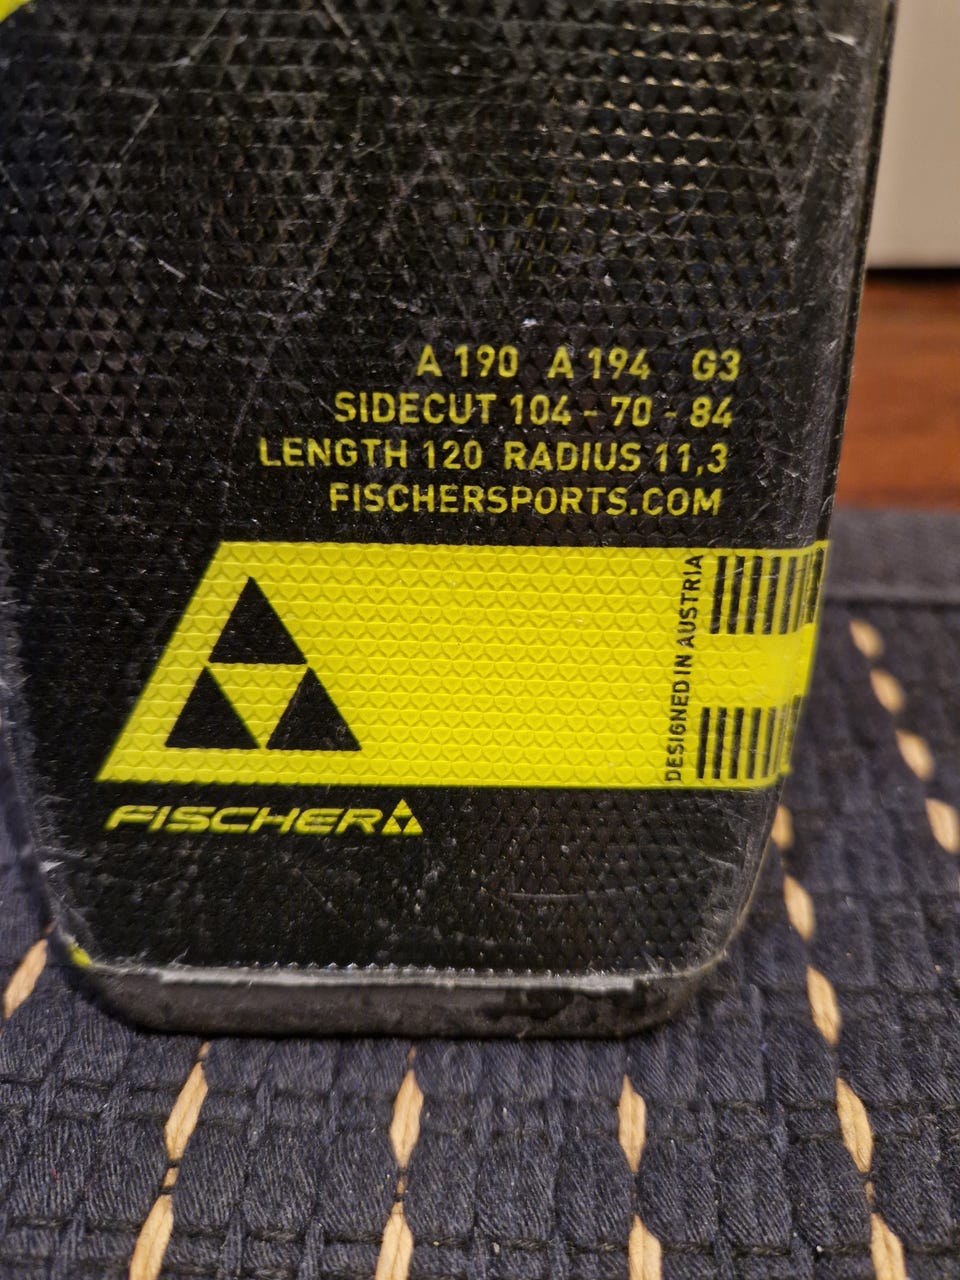 A 190 A 194 G3
SIDECUT 104 - 70 - 84
LENGTH 120 RADIUS 11,3
FISCHERSPORTS.COM
DESIGNED IN AUSTRIA
FISCHER